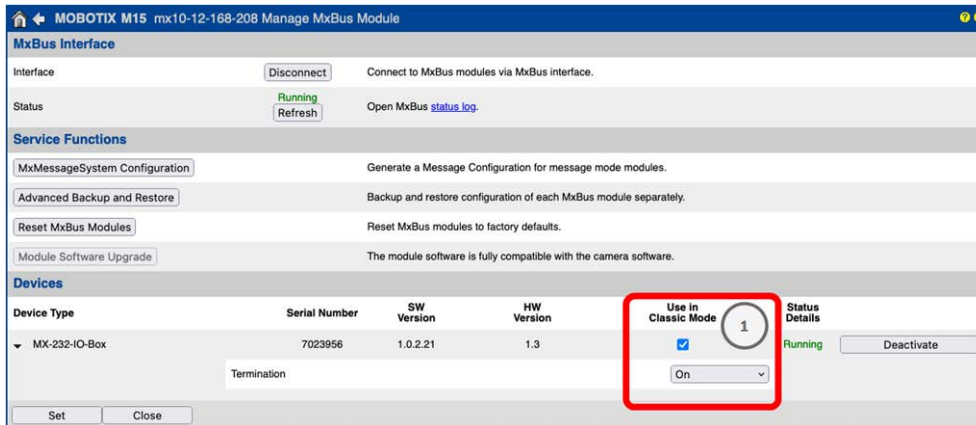 MOBOTIX M15 mx10-12-168-208 Manage MxBus Module
MxBus Interface
Interface Disconnect Connect to MxBus modules via MxBus interface.
Status Running Refresh Open MxBus status log.
Service Functions
MxMessageSystem Configuration Generate a Message Configuration for message mode modules.
Advanced Backup and Restore Backup and restore configuration of each MxBus module separately.
Reset MxBus Modules Reset MxBus modules to factory defaults.
Module Software Upgrade The module software is fully compatible with the camera software.
Devices
Device Type Serial Number SW Version HW Version Use in Classic Mode 1 Status Details
MX-232-IO-Box 7023956 1.0.2.21 1.3 Running Deactivate
Termination On
Set Close